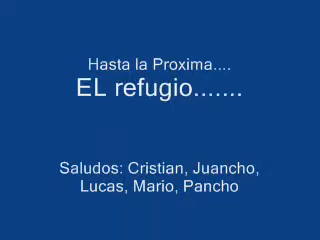 Hasta la Proxima....
EL refugio.......
Saludos: Cristian, Juancho,
Lucas, Mario, Pancho